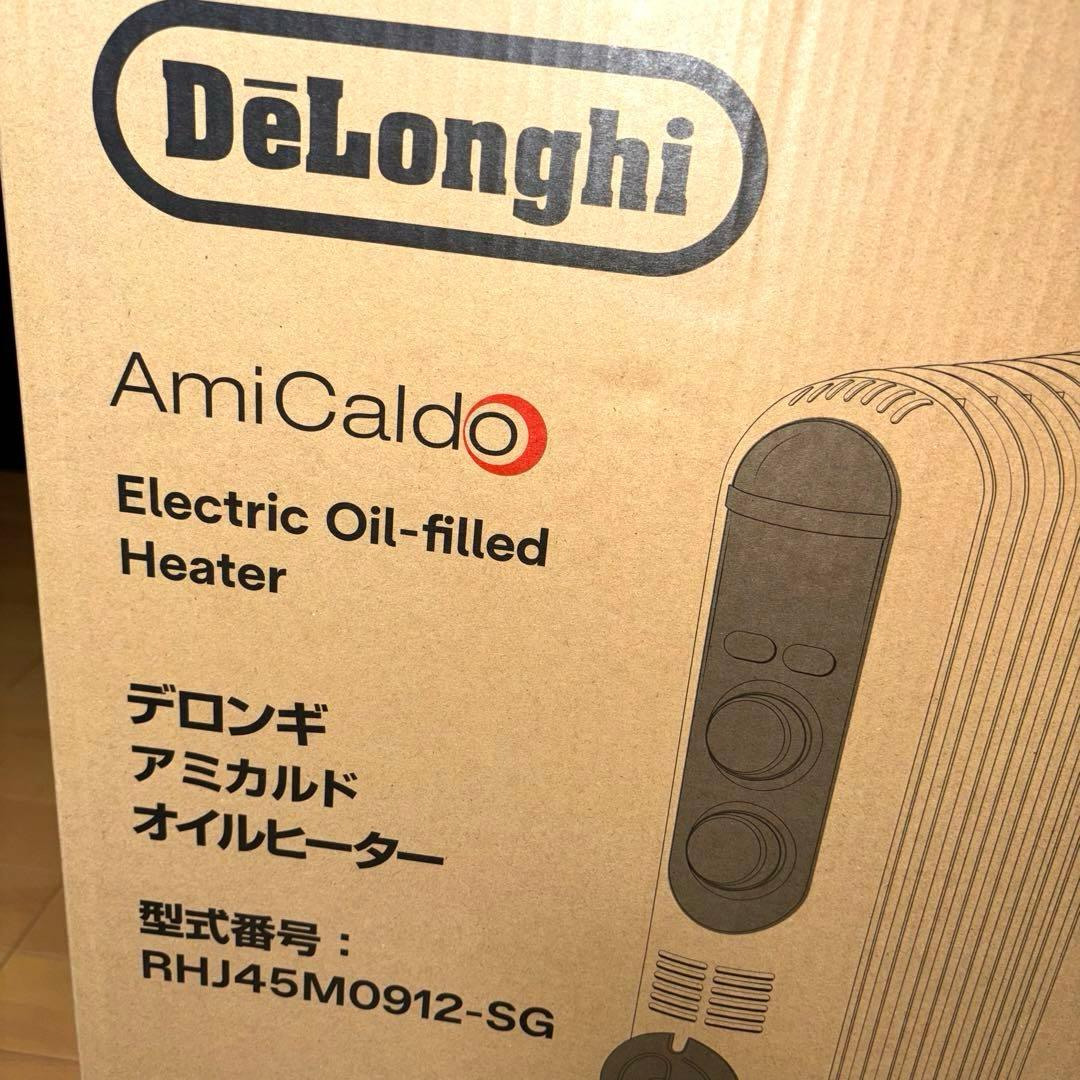 DēLonghi
AmiCaldo
Electric Oil-filled
Heater
デロンギ
アミカルド
オイルヒーター
型式番号：
RHJ45M0912-SG